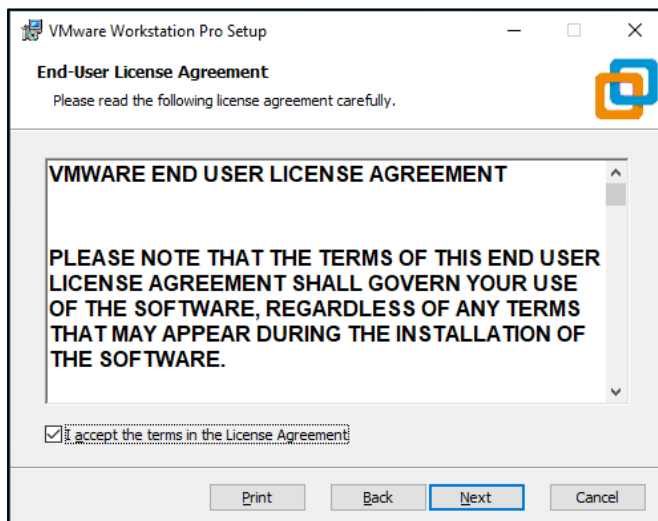 VMware Workstation Pro Setup
End-User License Agreement
Please read the following license agreement carefully.
VMWARE END USER LICENSE AGREEMENT
PLEASE NOTE THAT THE TERMS OF THIS END USER
LICENSE AGREEMENT SHALL GOVERN YOUR USE
OF THE SOFTWARE, REGARDLESS OF ANY TERMS
THAT MAY APPEAR DURING THE INSTALLATION OF
THE SOFTWARE.
I accept the terms in the License Agreement
Print Back Next Cancel